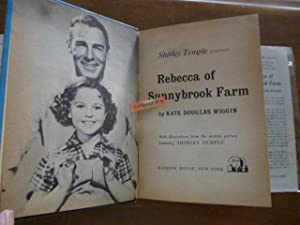 Shirley Temple EDITION
Rebecca of
Sunnybrook Farm
by KATE DOUGLAS WIGGIN
With illustrations from the motion picture
featuring SHIRLEY TEMPLE
RANDOM HOUSE, NEW YORK